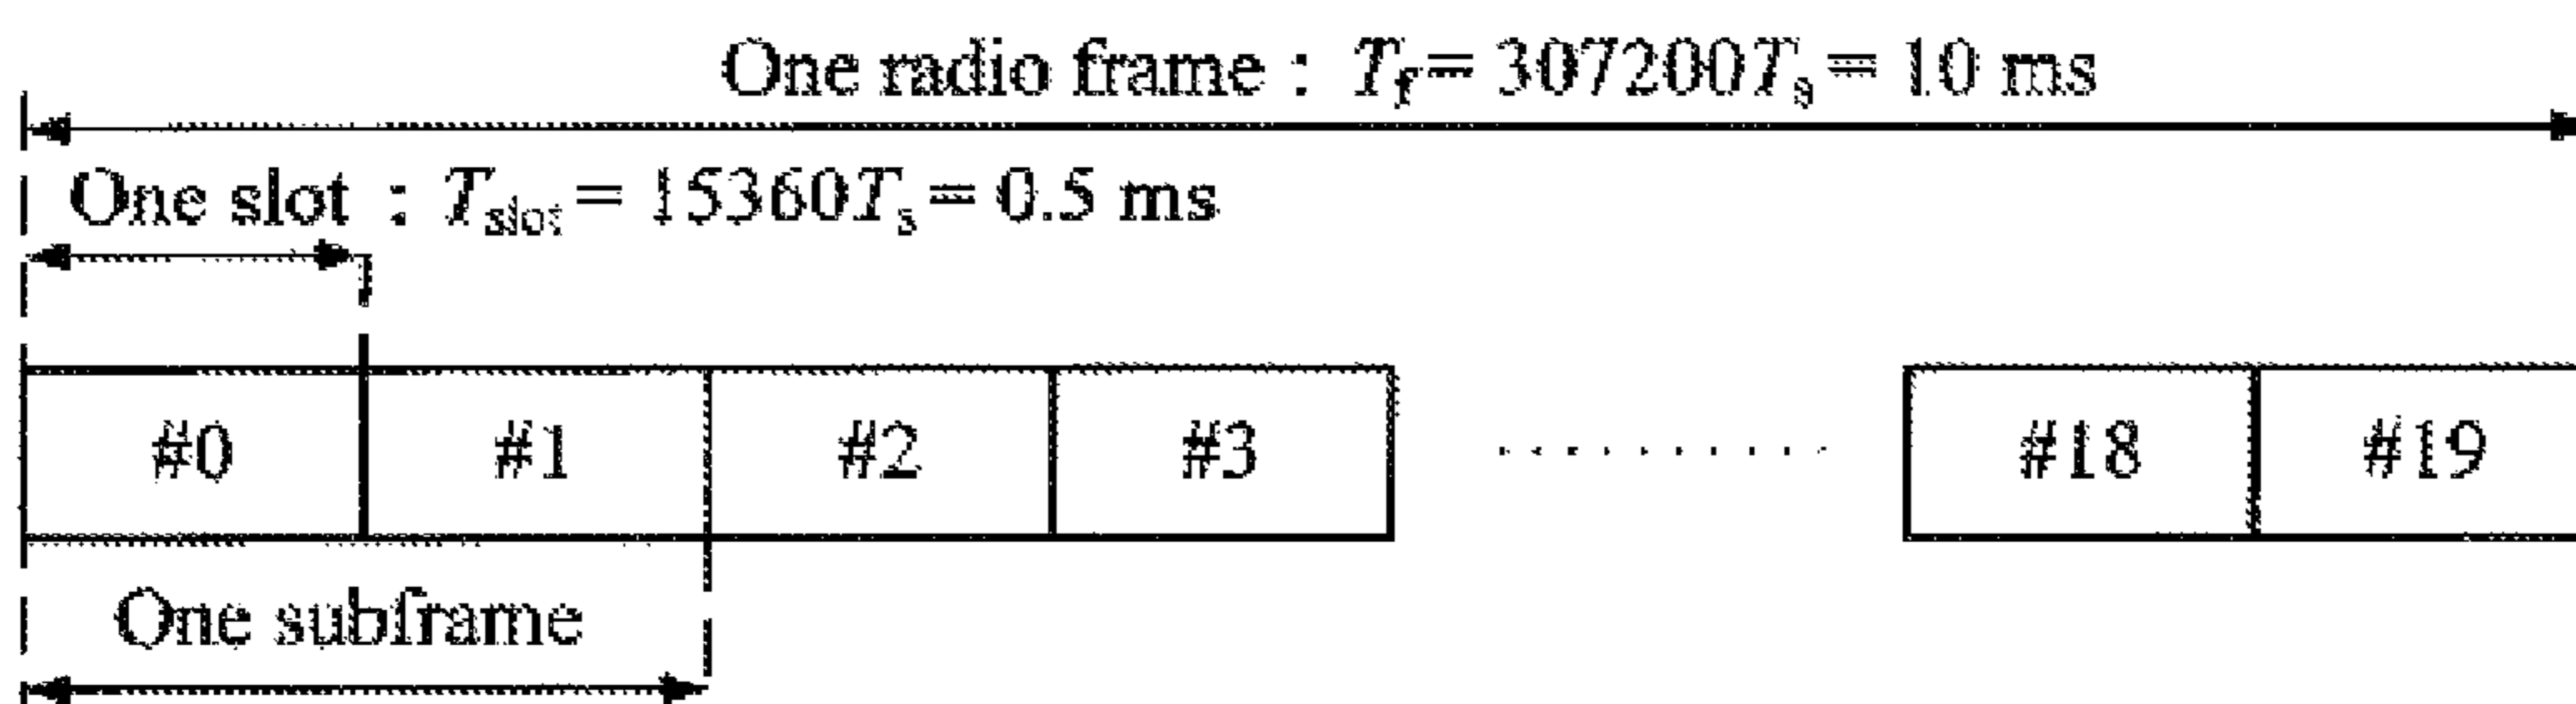 One radio frame : Tf = 307200Ts = 10 ms
One slot : Tslot = 15360Ts = 0.5 ms
#0 #1 #2 #3 #18 #19
One subframe